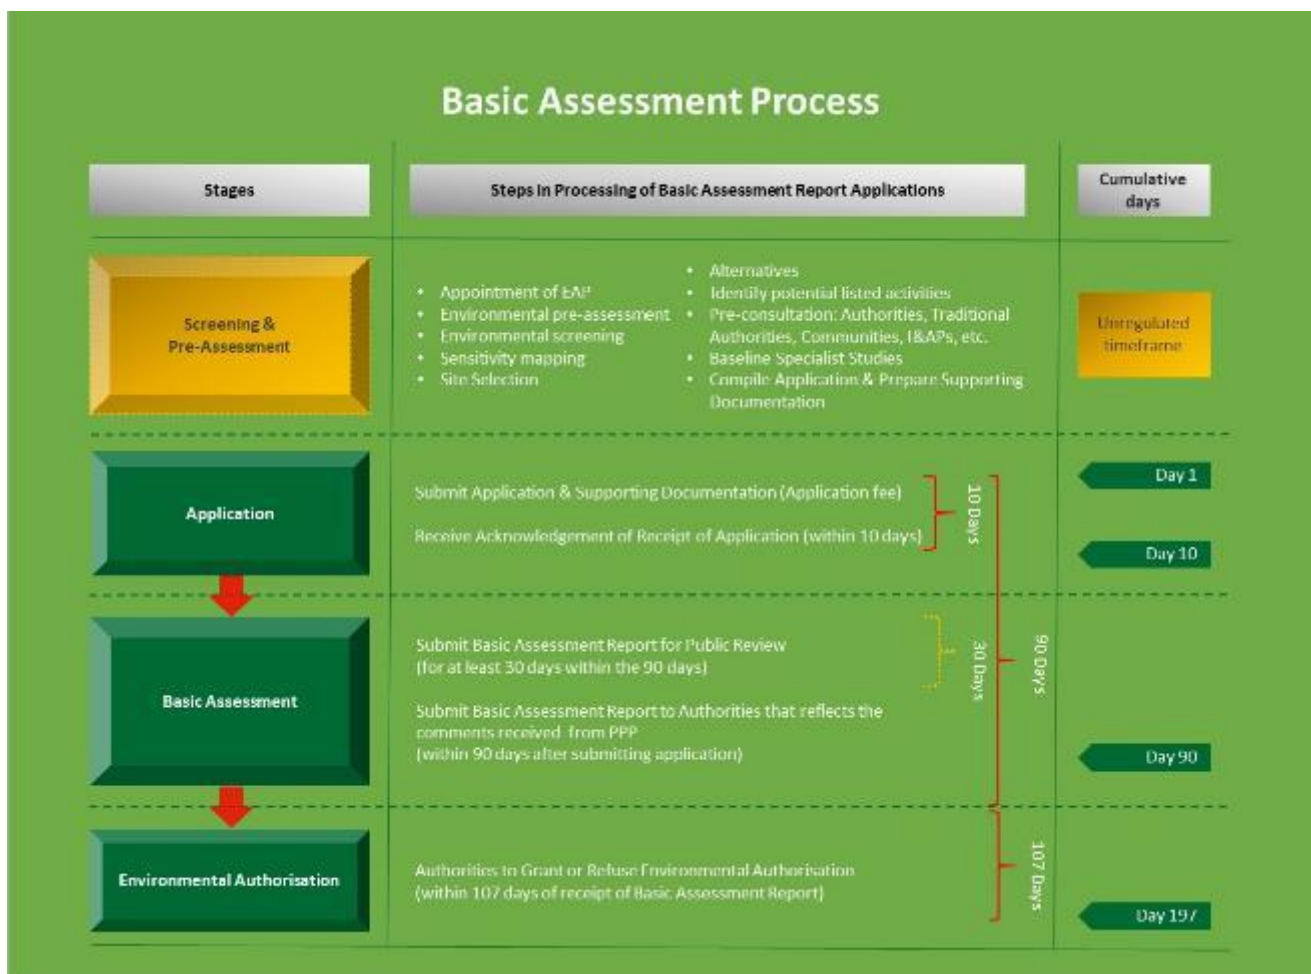 Basic Assessment Process
Stages
Steps in Processing of Basic Assessment Report Applications
Cumulative
days
Screening &
Pre-Assessment
• Appointment of EAP
• Environmental pre-assessment
• Environmental screening
• Sensitivity mapping
• Site Selection
• Alternatives
• Identify potential listed activities
• Pre-consultation: Authorities, Traditional
Authorities, Communities, I&APs, etc.
• Baseline Specialist Studies
• Compile Application & Prepare Supporting
Documentation
Unregulated
timeframe
Application
Submit Application & Supporting Documentation (Application fee)
Receive Acknowledgement of Receipt of Application (within 10 days)
10 Days
Day 1
Day 10
Basic Assessment
Submit Basic Assessment Report for Public Review
(for at least 30 days within the 90 days)
Submit Basic Assessment Report to Authorities that reflects the
comments received from PPP
(within 90 days after submitting application)
30 Days
90 Days
Day 90
Environmental Authorisation
Authorities to Grant or Refuse Environmental Authorisation
(within 107 days of receipt of Basic Assessment Report)
107 Days
Day 197